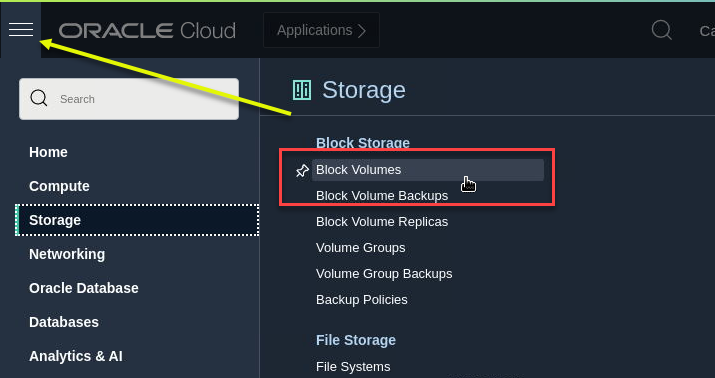 ORACLE Cloud
Applications
Ca
Search
Home
Compute
Storage
Networking
Oracle Database
Databases
Analytics & AI
Storage
Block Storage
Block Volumes
Block Volume Backups
Block Volume Replicas
Volume Groups
Volume Group Backups
Backup Policies
File Storage
File Systems